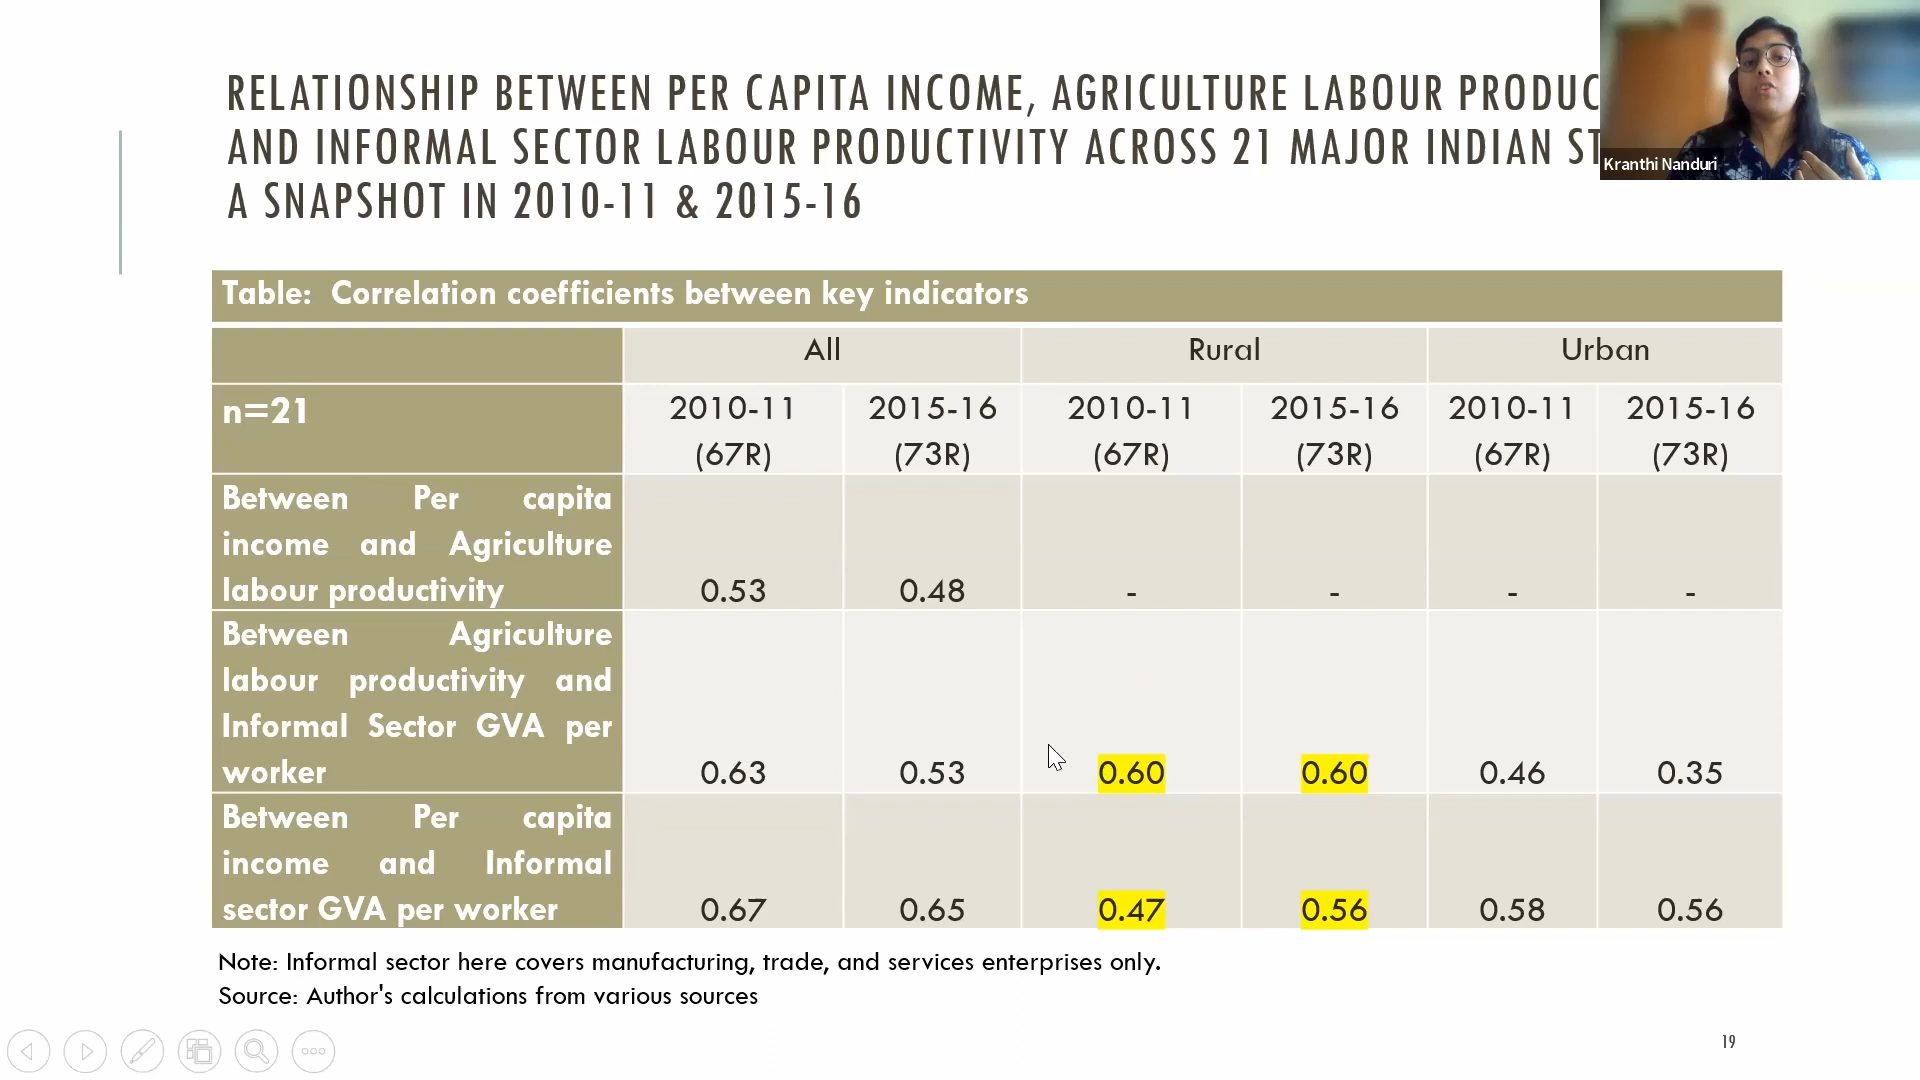 RELATIONSHIP BETWEEN PER CAPITA INCOME, AGRICULTURE LABOUR
AND INFORMAL SECTOR LABOUR PRODUCTIVITY ACROSS 21 MAJOR INDIAN
A SNAPSHOT IN 2010-11 & 2015-16
Kranthi Nanduri
Table: Correlation coefficients between key indicators
All Rural Urban
n=21 2010-11 2015-16 2010-11 2015-16 2010-11 2015-16
(67R) (73R) (67R) (73R) (67R) (73R)
Between Per capita
income and Agriculture
labour productivity 0.53 0.48 - - - -
Between Agriculture
labour productivity and
Informal Sector GVA per
worker 0.63 0.53 0.60 0.60 0.46 0.35
Between Per capita
income and Informal
sector GVA per worker 0.67 0.65 0.47 0.56 0.58 0.56
Note: Informal sector here covers manufacturing, trade, and services enterprises only.
Source: Author's calculations from various sources
19